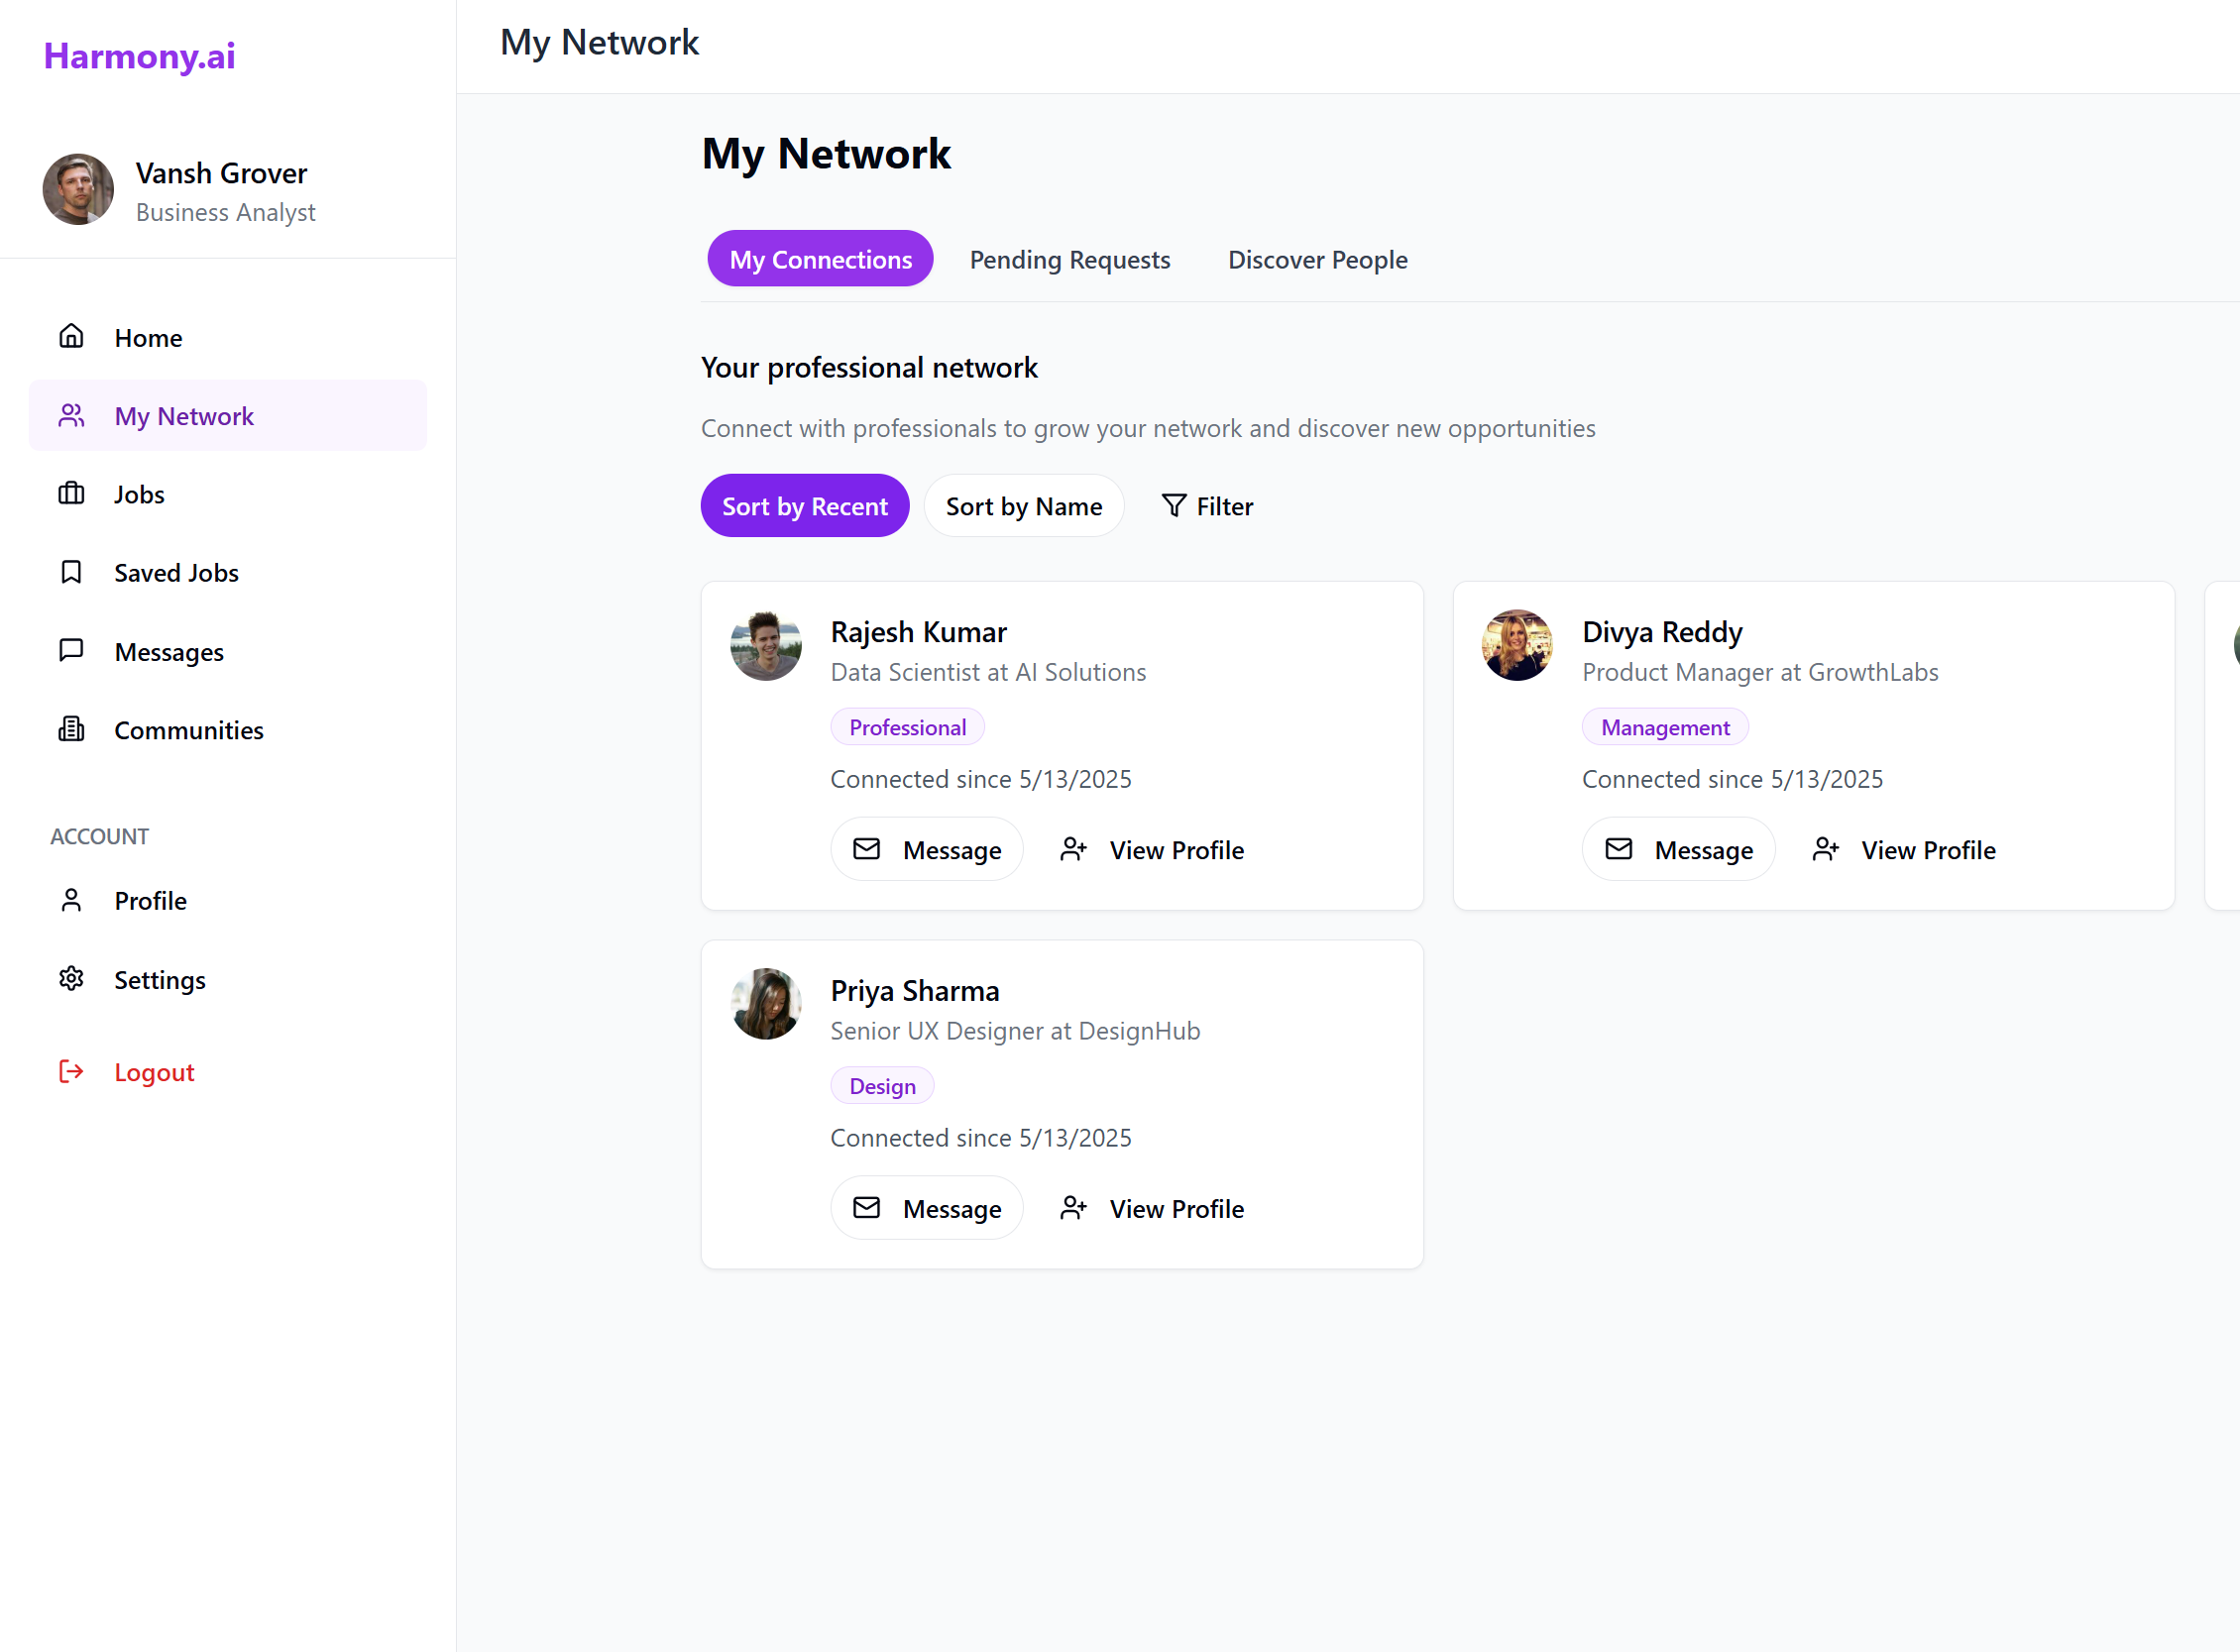 Harmony.ai
My Network
Vansh Grover
Business Analyst
Home
My Network
Jobs
Saved Jobs
Messages
Communities
ACCOUNT
Profile
Settings
Logout
My Network
My Connections
Pending Requests
Discover People
Your professional network
Connect with professionals to grow your network and discover new opportunities
Sort by Recent
Sort by Name
Filter
Rajesh Kumar
Data Scientist at AI Solutions
Professional
Connected since 5/13/2025
Message
View Profile
Divya Reddy
Product Manager at GrowthLabs
Management
Connected since 5/13/2025
Message
View Profile
Priya Sharma
Senior UX Designer at DesignHub
Design
Connected since 5/13/2025
Message
View Profile